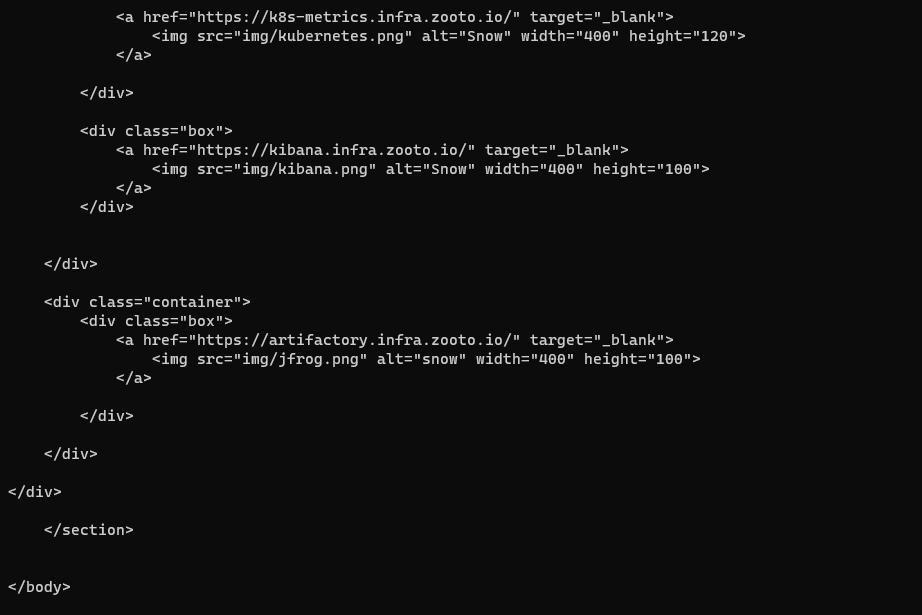 <a href="https://k8s-metrics.infra.zooto.io/" target="_blank">
<img src="img/kubernetes.png" alt="Snow" width="400" height="120">
</a>
</div>
<div class="box">
<a href="https://kibana.infra.zooto.io/" target="_blank">
<img src="img/kibana.png" alt="Snow" width="400" height="100">
</a>
</div>
</div>
<div class="container">
<div class="box">
<a href="https://artifactory.infra.zooto.io/" target="_blank">
<img src="img/jfrog.png" alt="snow" width="400" height="100">
</a>
</div>
</div>
</div>
</section>
</body>